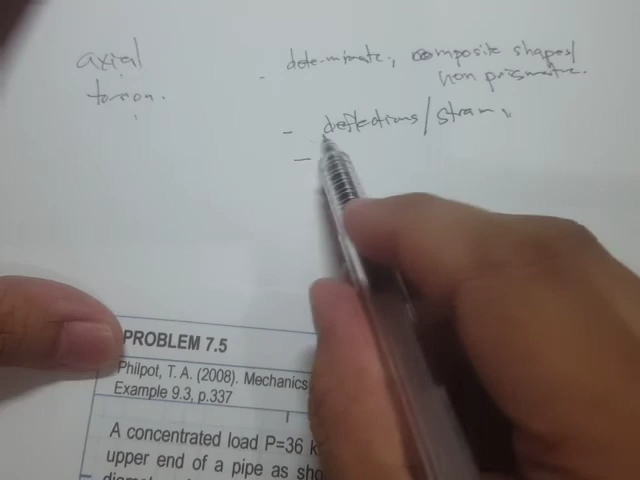 axial
torsion.
- determinate, composite shapes/
non prismatic.
- deflections/strain,
-
PROBLEM 7.5
Philpot, T. A. (2008). Mechanics
Example 9.3, p.337
A concentrated load P=36 k
upper end of a pipe as sho